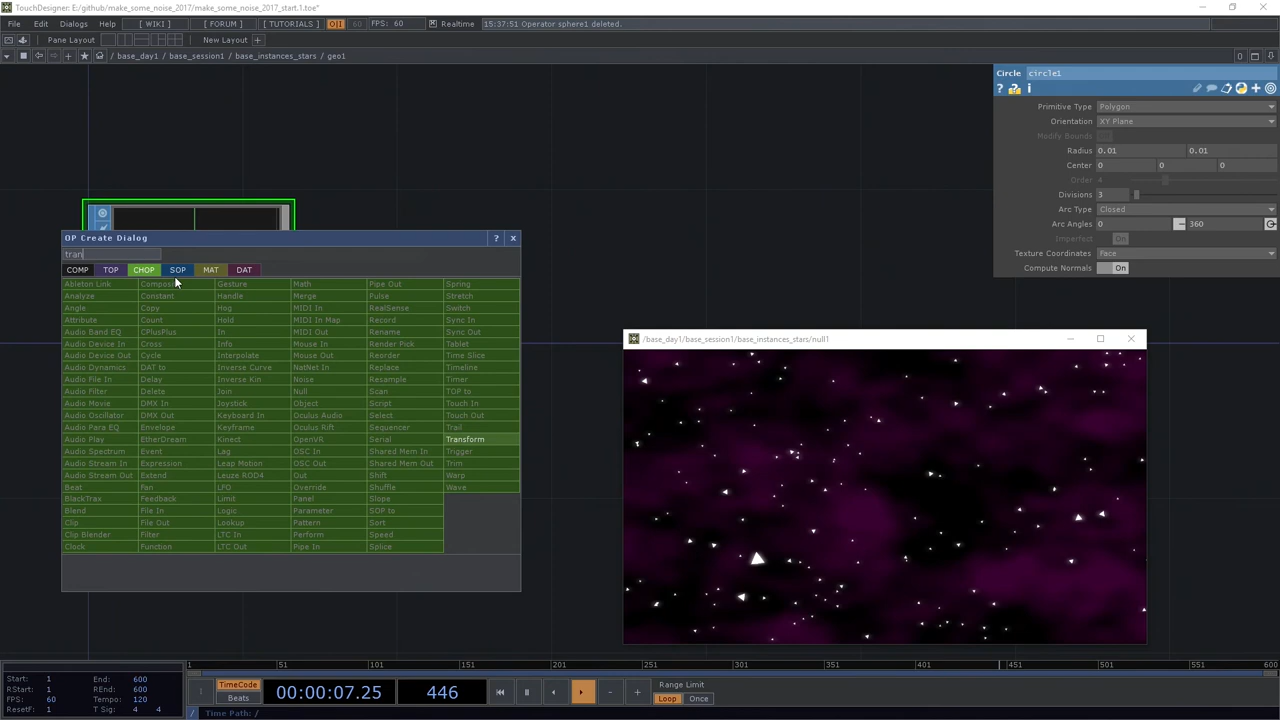 TouchDesigner: E:/github/make_some_noise_2017/make_some_noise_2017_start.1.toe*
File Edit Dialogs Help [ WIKI ] [ FORUM ] [ TUTORIALS ] O|I FPS: 60 Realtime 15:37:51 Operator sphere1 deleted.
Pane Layout New Layout +
/ base_day1 / base_session1 / base_instances_stars / geo1
Circle circle1
? ? i
Primitive Type Polygon
Orientation XY Plane
Modify Bounds
Radius 0.01 0.01
Center 0 0 0
Order 4
Divisions 3
Arc Type Closed
Arc Angles 0 360
Imperfect On
Texture Coordinates Face
Compute Normals On
OP Create Dialog ?
tran
COMP TOP CHOP SOP MAT DAT
Ableton Link Composi Gesture Math Pipe Out Spring
Analyze Constant Handle Merge Pulse Stretch
Angle Copy Hog MIDI In RealSense Switch
Attribute Count Hold MIDI In Map Record Sync In
Audio Band EQ CPlusPlus In MIDI Out Rename Sync Out
Audio Device In Cross Info Mouse In Render Pick Tablet
Audio Device Out Cycle Interpolate Mouse Out Reorder Time Slice
Audio Dynamics DAT to Inverse Curve NatNet In Replace Timeline
Audio File In Delay Inverse Kin Noise Resample Timer
Audio Filter Delete Join Null Scan TOP to
Audio Movie DMX In Joystick Object Script Touch In
Audio Oscillator DMX Out Keyboard In Oculus Audio Select Touch Out
Audio Para EQ Envelope Keyframe Oculus Rift Sequencer Trail
Audio Play EtherDream Kinect OpenVR Serial Transform
Audio Spectrum Event Lag OSC In Shared Mem In Trigger
Audio Stream In Expression Leap Motion OSC Out Shared Mem Out Trim
Audio Stream Out Extend Leuze ROD4 Out Shift Warp
Beat Fan LFO Override Shuffle Wave
BlackTrax Feedback Limit Panel Slope
Blend File In Logic Parameter SOP to
Clip File Out Lookup Pattern Sort
Clip Blender Filter LTC In Perform Speed
Clock Function LTC Out Pipe In Splice
/base_day1/base_session1/base_instances_stars/null1
1 51 101 151 201 251 301 351 401 451 501 551 600
Start: 1 End: 600
RStart: 1 REnd: 600
FPS: 60 Tempo: 120
ResetF: 1 T Sig: 4 4
TimeCode
Beats
00:00:07.25 446
Range Limit
Loop Once
/ Time Path: /